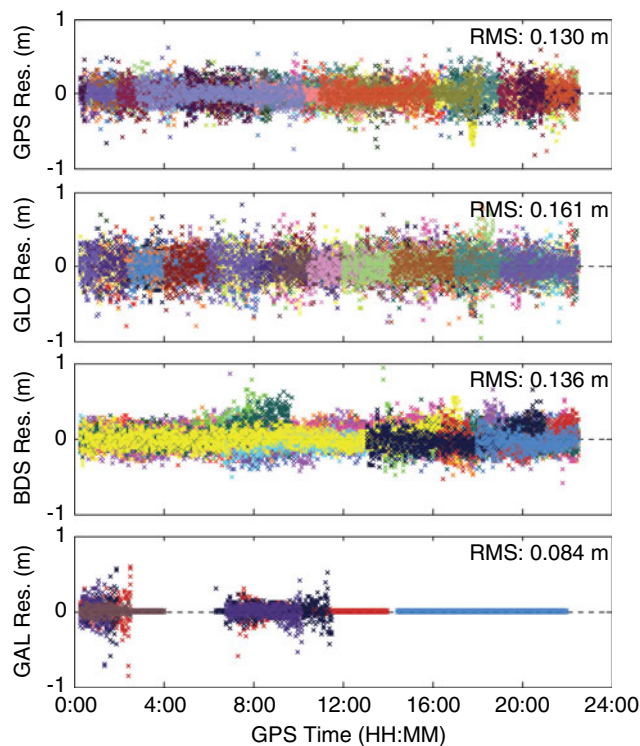 1
RMS: 0.130 m
GPS Res. (m)
0
-1
1
RMS: 0.161 m
GLO Res. (m)
0
-1
1
RMS: 0.136 m
BDS Res. (m)
0
-1
1
RMS: 0.084 m
GAL Res. (m)
0
-1
0:00 4:00 8:00 12:00 16:00 20:00 24:00
GPS Time (HH:MM)